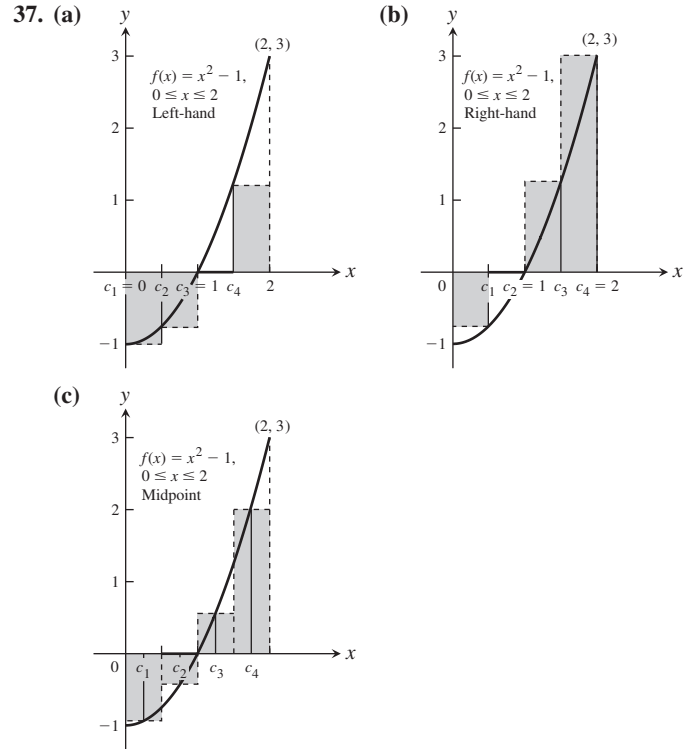 37. (a)
y
3
(2, 3)
f(x) = x² − 1,
0 ≤ x ≤ 2
Left-hand
2
1
x
c₁ = 0 c₂ c₃ = 1 c₄ 2
−1
(b)
y
3
(2, 3)
f(x) = x² − 1,
0 ≤ x ≤ 2
Right-hand
2
1
x
0 c₁ c₂ = 1 c₃ c₄ = 2
−1
(c)
y
3
(2, 3)
f(x) = x² − 1,
0 ≤ x ≤ 2
Midpoint
2
1
x
0 c₁ c₂ c₃ c₄
−1